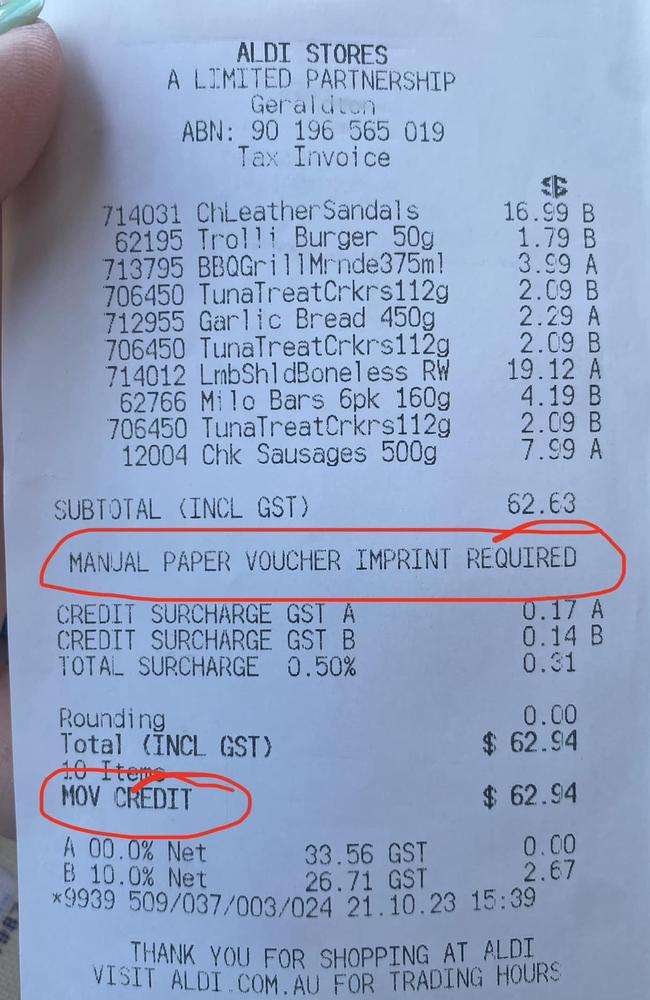 ALDI STORES
A LIMITED PARTNERSHIP
Geraldton
ABN: 90 196 565 019
Tax Invoice
$
714031 ChLeatherSandals 16.99 B
62195 Trolli Burger 50g 1.79 B
713795 BBQGrillMrnde375ml 3.99 A
706450 TunaTreatCrkrs112g 2.09 B
712955 Garlic Bread 450g 2.29 A
706450 TunaTreatCrkrs112g 2.09 B
714012 LmbShldBoneless RW 19.12 A
62766 Milo Bars 6pk 160g 4.19 B
706450 TunaTreatCrkrs112g 2.09 B
12004 Chk Sausages 500g 7.99 A
SUBTOTAL (INCL GST) 62.63
MANUAL PAPER VOUCHER IMPRINT REQUIRED
CREDIT SURCHARGE GST A 0.17 A
CREDIT SURCHARGE GST B 0.14 B
TOTAL SURCHARGE 0.50% 0.31
Rounding 0.00
Total (INCL GST) $ 62.94
10 Items
MOV CREDIT $ 62.94
A 00.0% Net 33.56 GST 0.00
B 10.0% Net 26.71 GST 2.67
*9939 509/037/003/024 21.10.23 15:39
THANK YOU FOR SHOPPING AT ALDI
VISIT ALDI.COM.AU FOR TRADING HOURS